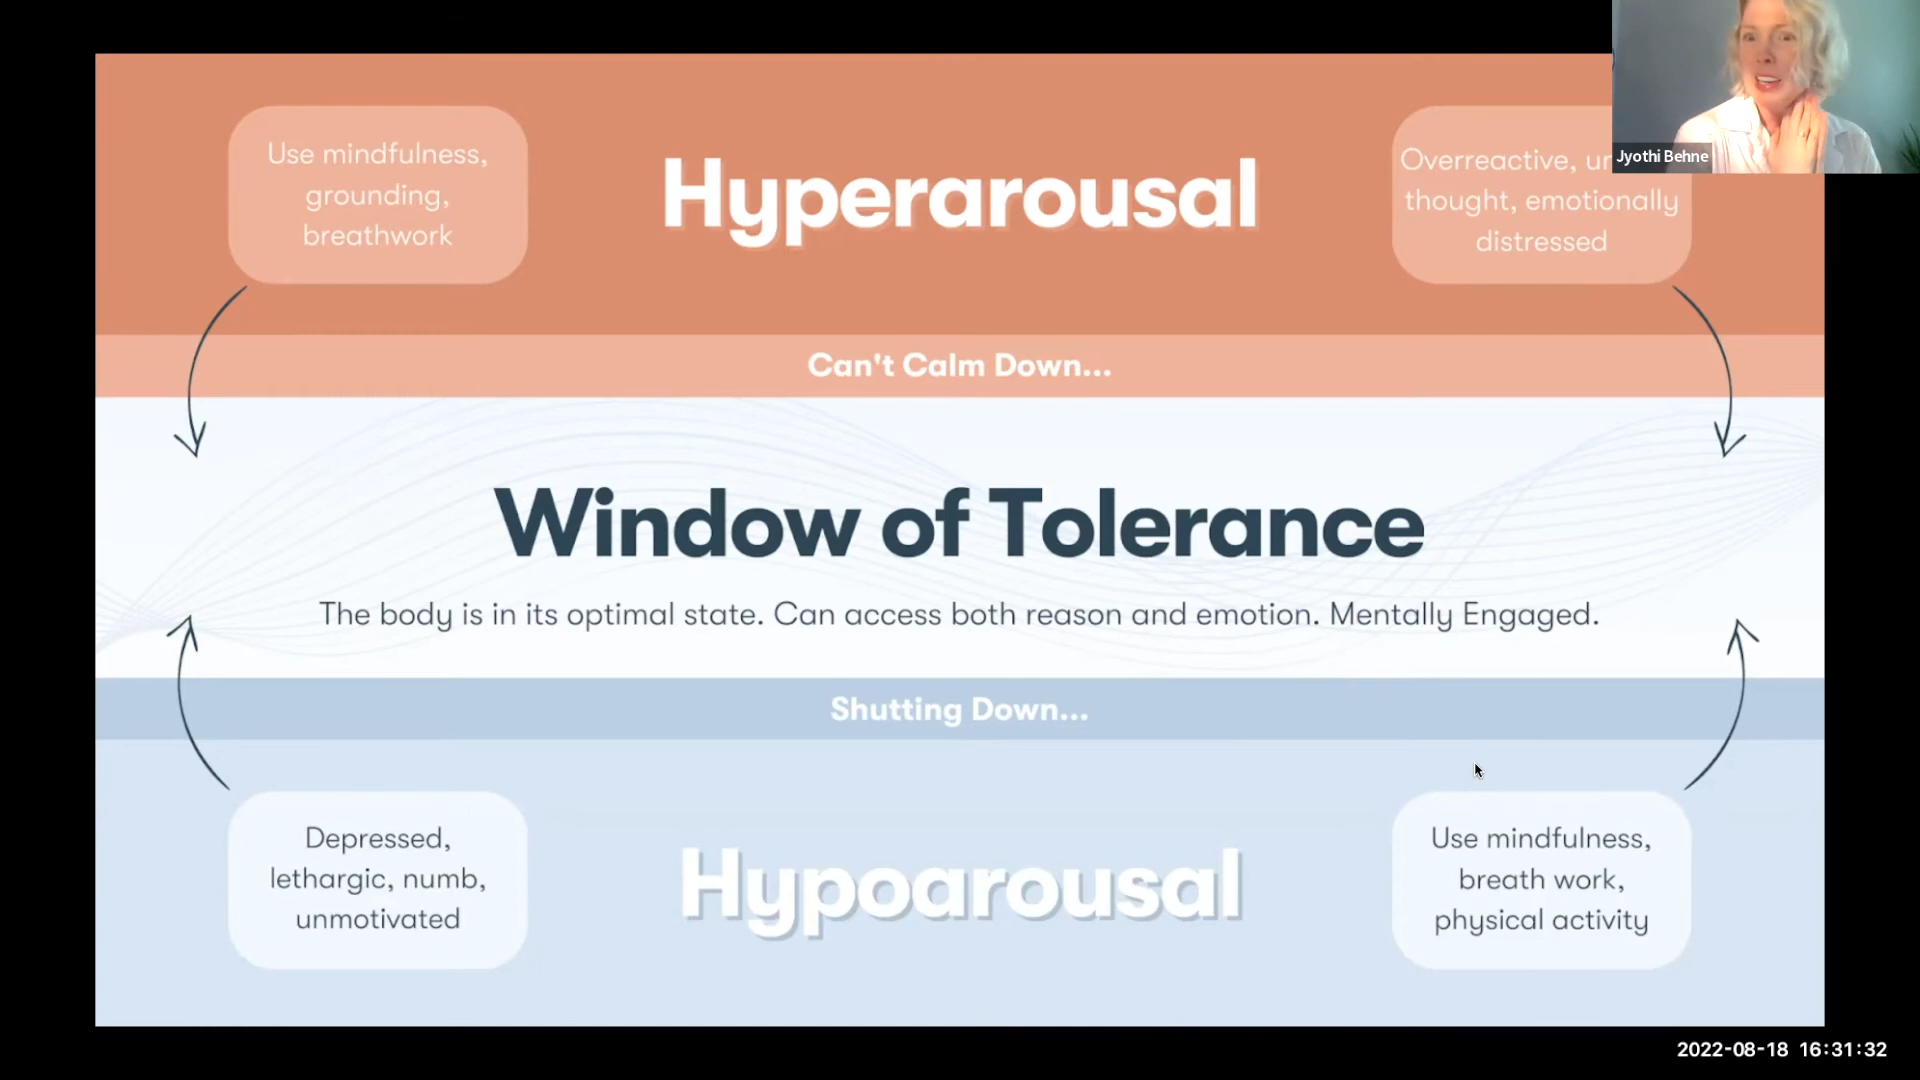 Use mindfulness,
grounding,
breathwork
Hyperarousal
Overreactive,
thought, emotionally
distressed
Jyothi Behne
Can't Calm Down...
Window of Tolerance
The body is in its optimal state. Can access both reason and emotion. Mentally Engaged.
Shutting Down...
Depressed,
lethargic, numb,
unmotivated
Hypoarousal
Use mindfulness,
breath work,
physical activity
2022-08-18 16:31:32